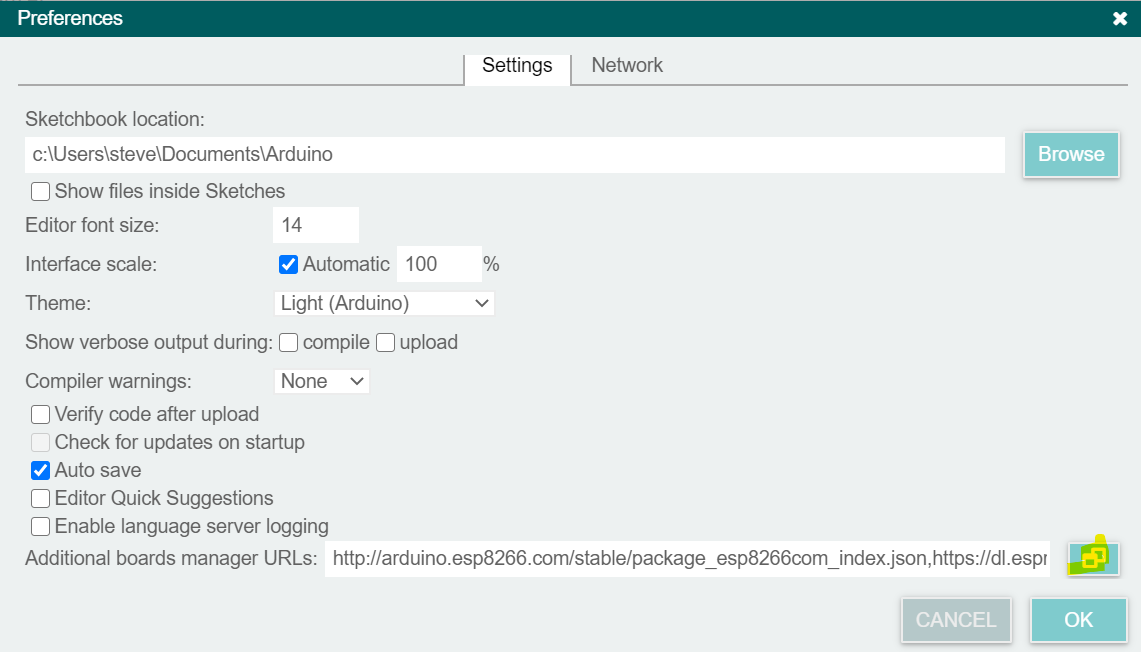 Preferences
Settings Network
Sketchbook location:
c:\Users\steve\Documents\Arduino
Browse
Show files inside Sketches
Editor font size: 14
Interface scale: Automatic 100 %
Theme: Light (Arduino)
Show verbose output during: compile upload
Compiler warnings: None
Verify code after upload
Check for updates on startup
Auto save
Editor Quick Suggestions
Enable language server logging
Additional boards manager URLs: http://arduino.esp8266.com/stable/package_esp8266com_index.json,https://dl.espr
CANCEL OK